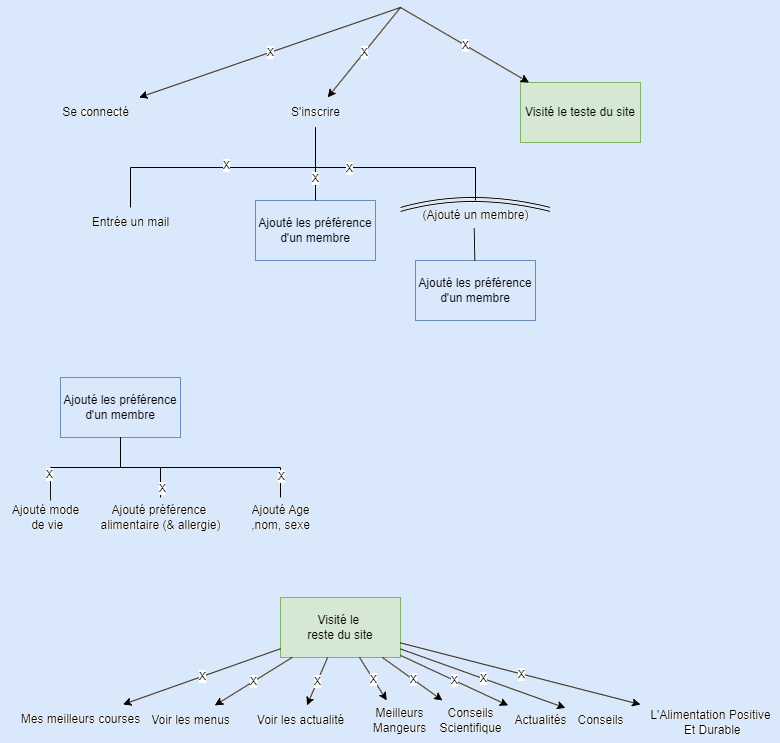 X
X
X
Se connecté
S'inscrire
Visité le teste du site
X
X
X
Entrée un mail
Ajouté les préférence
d'un membre
(Ajouté un membre)
Ajouté les préférence
d'un membre
Ajouté les préférence
d'un membre
X
X
X
Ajouté mode
de vie
Ajouté préférence
alimentaire (& allergie)
Ajouté Age
,nom, sexe
Visité le
reste du site
X
X
X
X
X
X
X
X
Mes meilleurs courses
Voir les menus
Voir les actualité
Meilleurs
Mangeurs
Conseils
Scientifique
Actualités
Conseils
L'Alimentation Positive
Et Durable